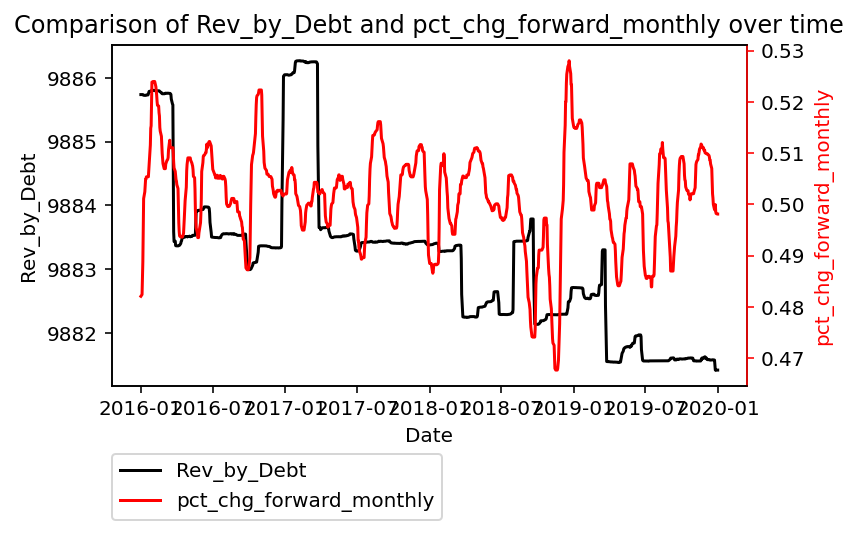 Comparison of Rev_by_Debt and pct_chg_forward_monthly over time
9886
9885
9884
9883
9882
Rev_by_Debt
0.53
0.52
0.51
0.50
0.49
0.48
0.47
pct_chg_forward_monthly
2016-01 2016-07 2017-01 2017-07 2018-01 2018-07 2019-01 2019-07 2020-01
Date
Rev_by_Debt
pct_chg_forward_monthly